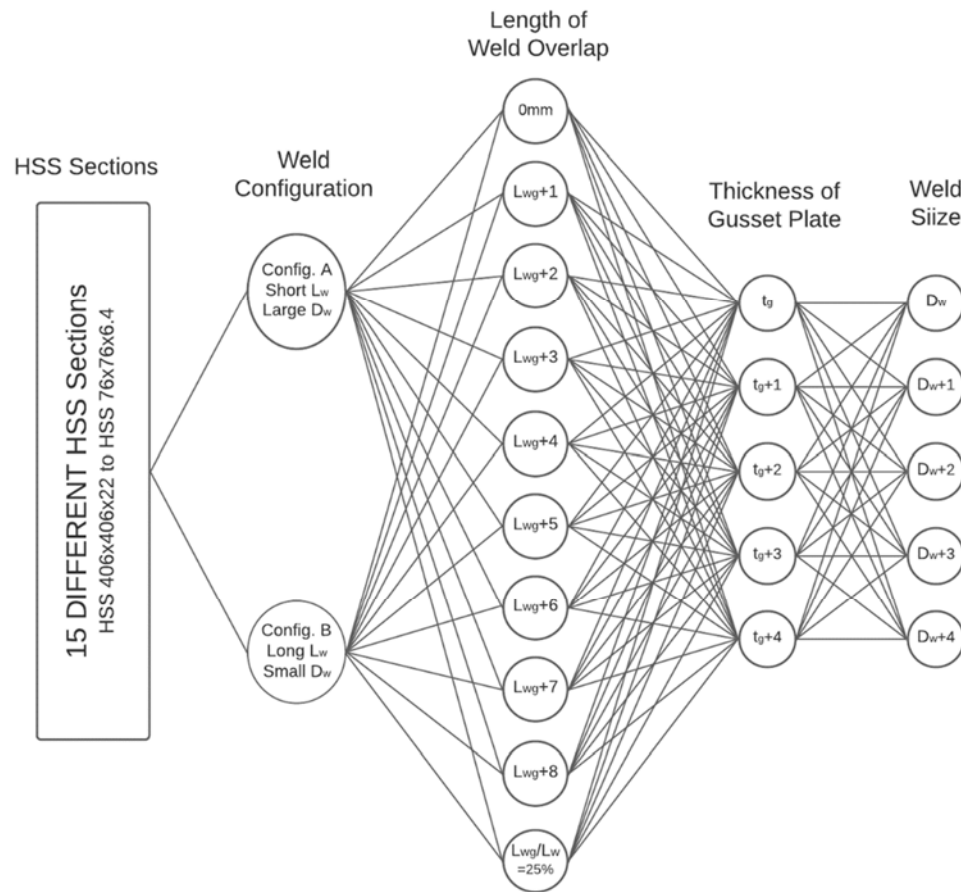 Length of
Weld Overlap
HSS Sections
Weld
Configuration
Thickness of
Gusset Plate
Weld
Siize
15 DIFFERENT HSS Sections
HSS 406x406x22 to HSS 76x76x6.4
Config. A
Short Lw
Large Dw
Config. B
Long Lw
Small Dw
0mm
Lwg+1
Lwg+2
Lwg+3
Lwg+4
Lwg+5
Lwg+6
Lwg+7
Lwg+8
Lwg/Lw
=25%
tg
tg+1
tg+2
tg+3
tg+4
Dw
Dw+1
Dw+2
Dw+3
Dw+4